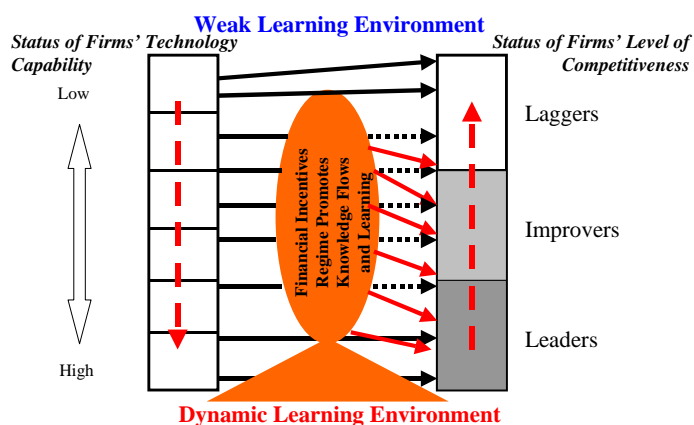 Weak Learning Environment
Status of Firms' Technology
Capability
Status of Firms' Level of
Competitiveness
Low
High
Financial Incentives
Regime Promotes
Knowledge Flows
and Learning
Laggers
Improvers
Leaders
Dynamic Learning Environment